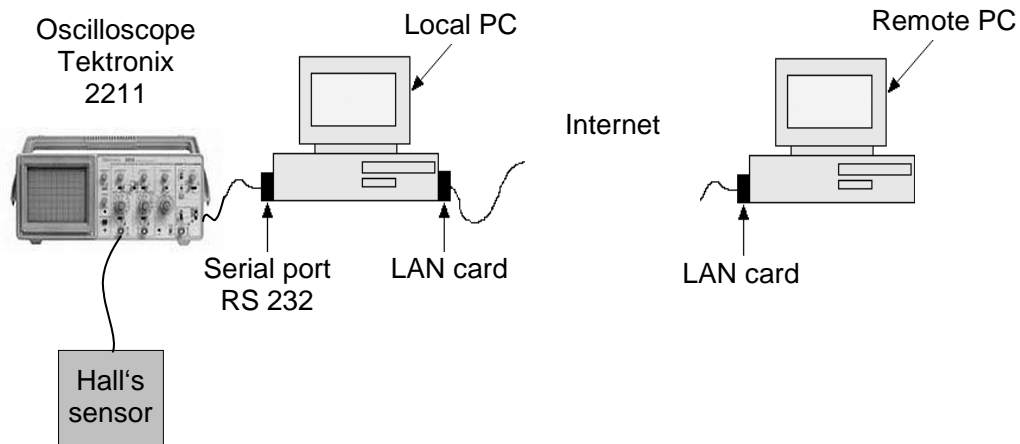 Oscilloscope
Tektronix
2211
Local PC
Remote PC
Internet
Serial port
RS 232
LAN card
LAN card
Hall‘s
sensor